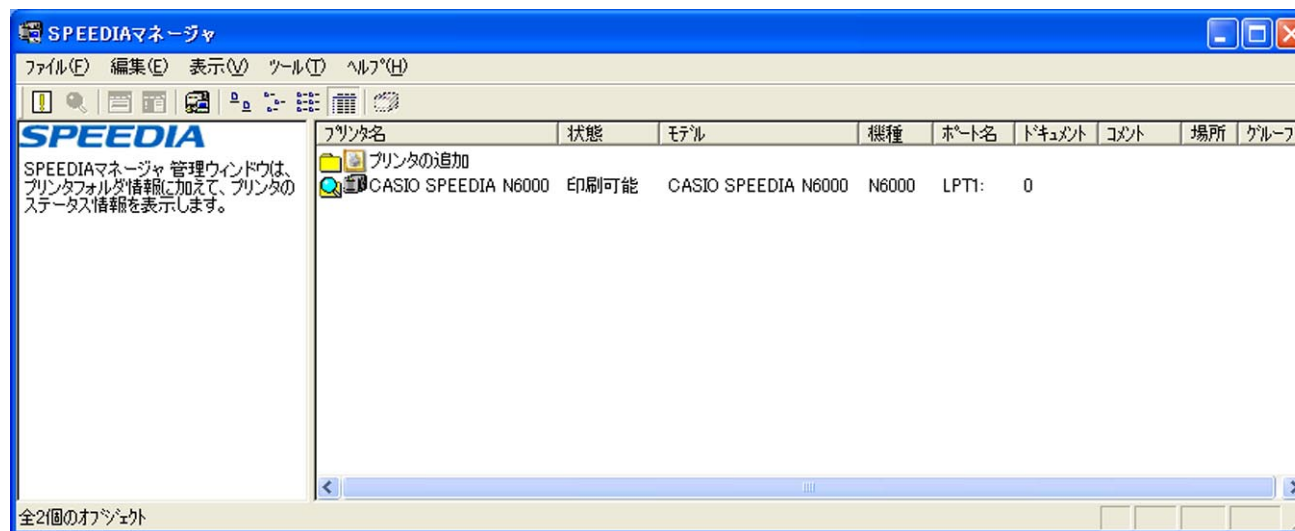 SPEEDIAマネージャ
ファイル(F) 編集(E) 表示(V) ツール(T) ヘルプ(H)
SPEEDIA
SPEEDIAマネージャ 管理ウィンドウは、
プリンタフォルダ情報に加えて、プリンタの
ステータス情報を表示します。
プリンタ名 状態 モデル 機種 ポート名 ドキュメント コメント 場所 グループ
プリンタの追加
CASIO SPEEDIA N6000 印刷可能 CASIO SPEEDIA N6000 N6000 LPT1: 0
全2個のオブジェクト